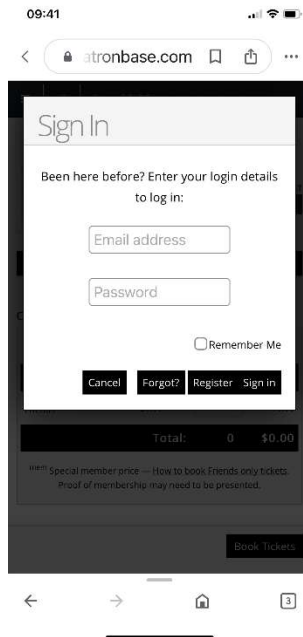 09:41
atronbase.com
Sign In
Been here before? Enter your login details
to log in:
Email address
Password
Remember Me
Cancel Forgot? Register Sign in
Total: 0 $0.00
Special member price — How to book Friends only tickets.
Proof of membership may need to be presented.
Book Tickets
3